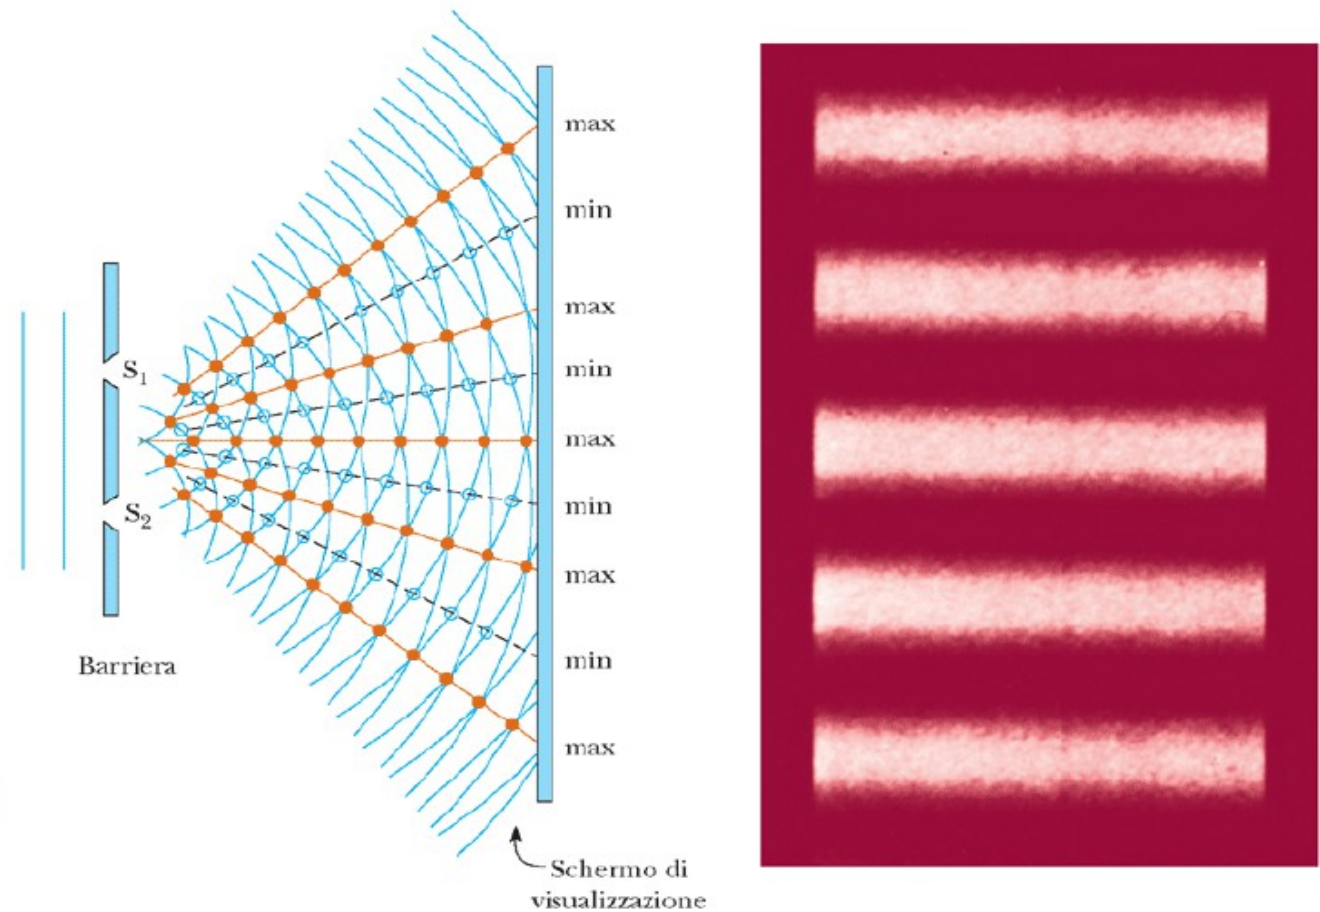 max
min
max
S1
min
max
S2
min
max
min
max
Barriera
Schermo di
visualizzazione